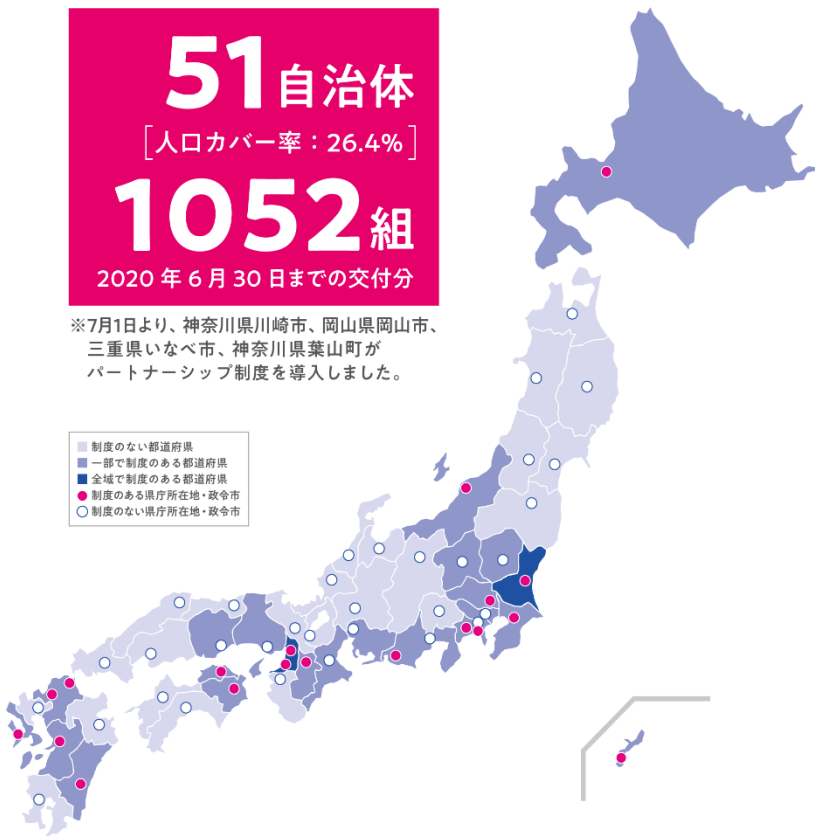 51自治体
[人口カバー率：26.4%]
1052組
2020年6月30日までの交付分
※7月1日より、神奈川県川崎市、岡山県岡山市、
三重県いなべ市、神奈川県葉山町が
パートナーシップ制度を導入しました。
制度のない都道府県
一部で制度のある都道府県
全域で制度のある都道府県
制度のある県庁所在地・政令市
制度のない県庁所在地・政令市